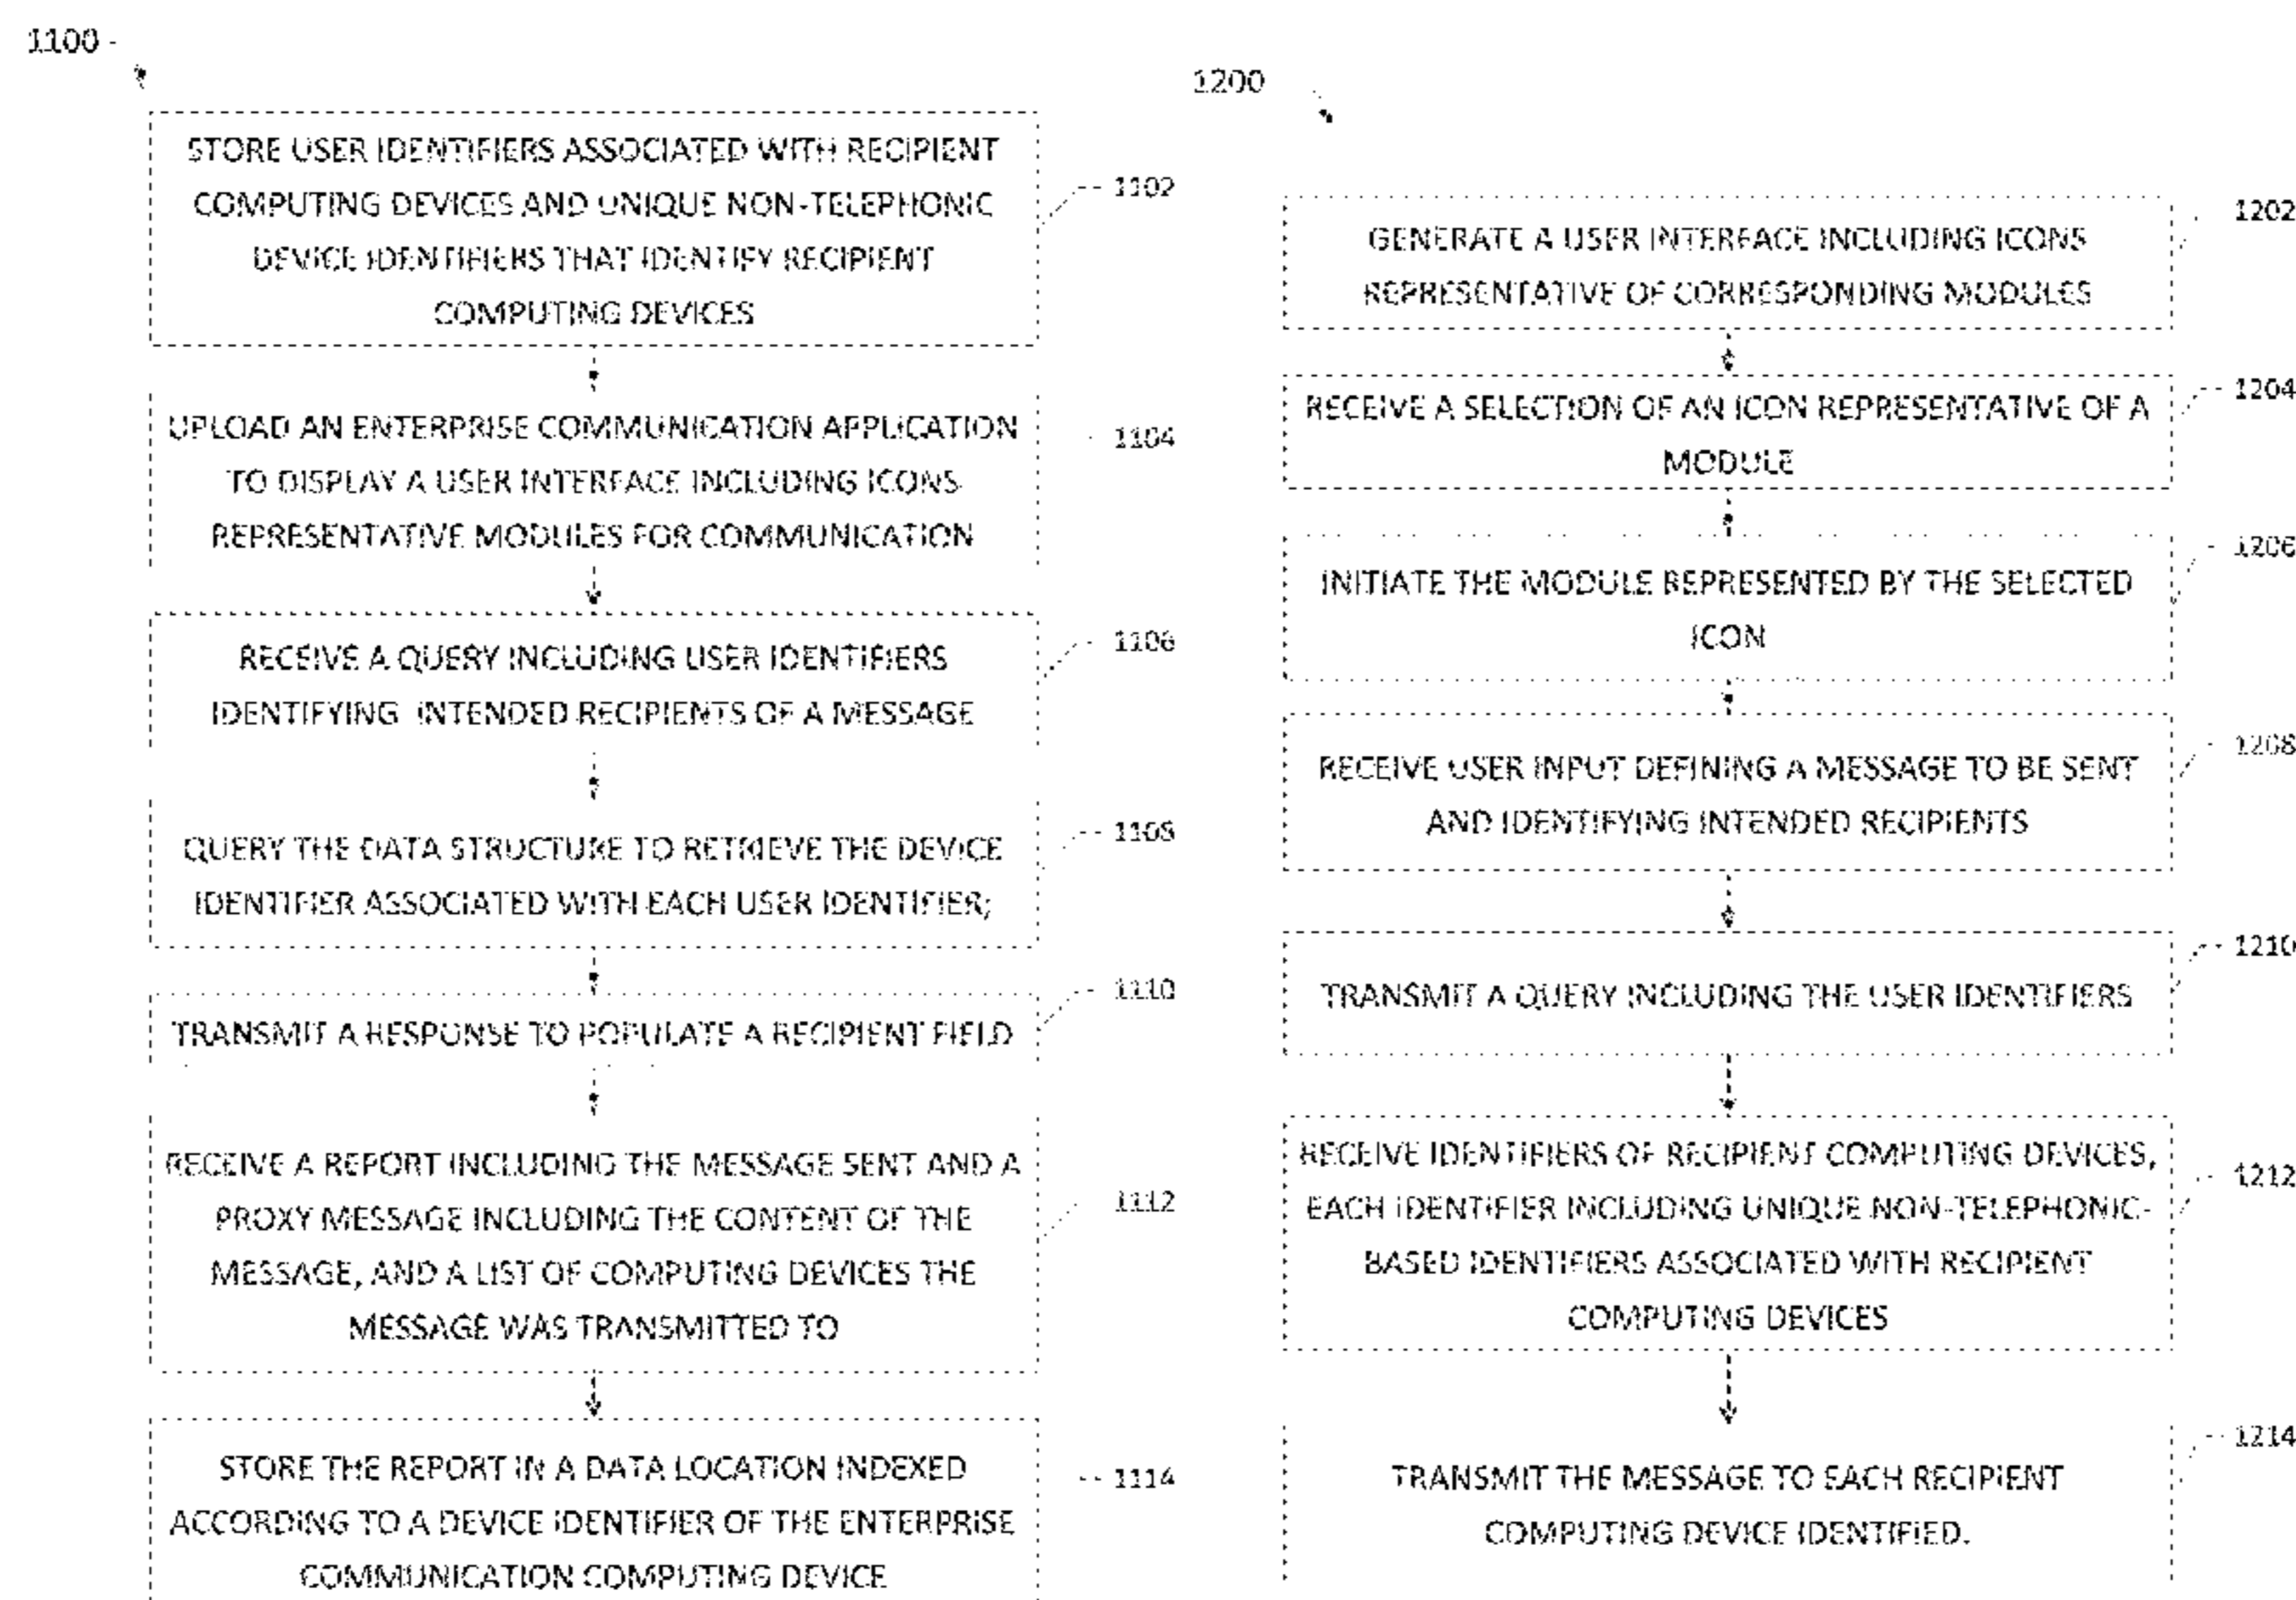 1100
STORE USER IDENTIFIERS ASSOCIATED WITH RECIPIENT
COMPUTING DEVICES AND UNIQUE NON-TELEPHONIC
DEVICE IDENTIFIERS THAT IDENTIFY RECIPIENT
COMPUTING DEVICES
1102
UPLOAD AN ENTERPRISE COMMUNICATION APPLICATION
TO DISPLAY A USER INTERFACE INCLUDING ICONS
REPRESENTATIVE MODULES FOR COMMUNICATION
1104
RECEIVE A QUERY INCLUDING USER IDENTIFIERS
IDENTIFYING INTENDED RECIPIENTS OF A MESSAGE
1106
QUERY THE DATA STRUCTURE TO RETRIEVE THE DEVICE
IDENTIFIER ASSOCIATED WITH EACH USER IDENTIFIER;
1108
TRANSMIT A RESPONSE TO POPULATE A RECIPIENT FIELD
1110
RECEIVE A REPORT INCLUDING THE MESSAGE SENT AND A
PROXY MESSAGE INCLUDING THE CONTENT OF THE
MESSAGE, AND A LIST OF COMPUTING DEVICES THE
MESSAGE WAS TRANSMITTED TO
1112
STORE THE REPORT IN A DATA LOCATION INDEXED
ACCORDING TO A DEVICE IDENTIFIER OF THE ENTERPRISE
COMMUNICATION COMPUTING DEVICE
1114
1200
GENERATE A USER INTERFACE INCLUDING ICONS
REPRESENTATIVE OF CORRESPONDING MODULES
1202
RECEIVE A SELECTION OF AN ICON REPRESENTATIVE OF A
MODULE
1204
INITIATE THE MODULE REPRESENTED BY THE SELECTED
ICON
1206
RECEIVE USER INPUT DEFINING A MESSAGE TO BE SENT
AND IDENTIFYING INTENDED RECIPIENTS
1208
TRANSMIT A QUERY INCLUDING THE USER IDENTIFIERS
1210
RECEIVE IDENTIFIERS OF RECIPIENT COMPUTING DEVICES,
EACH IDENTIFIER INCLUDING UNIQUE NON-TELEPHONIC-
BASED IDENTIFIERS ASSOCIATED WITH RECIPIENT
COMPUTING DEVICES
1212
TRANSMIT THE MESSAGE TO EACH RECIPIENT
COMPUTING DEVICE IDENTIFIED.
1214